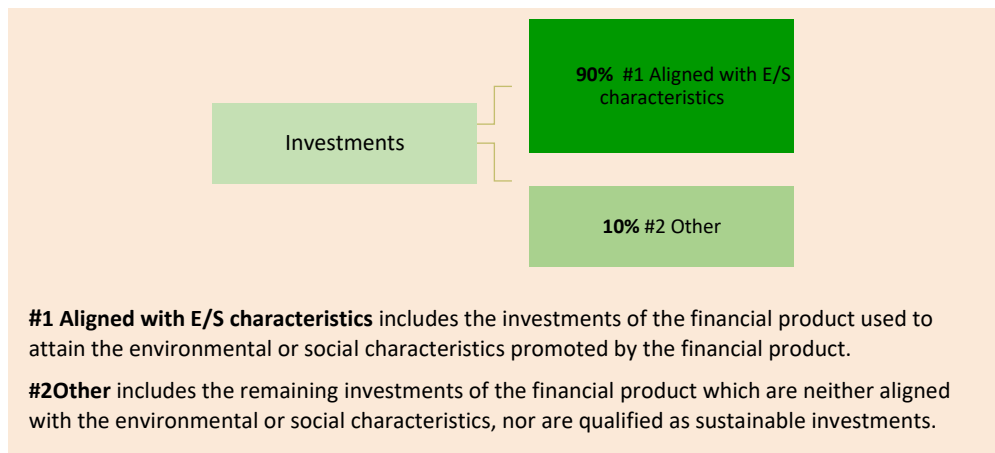 90% #1 Aligned with E/S
characteristics
Investments
10% #2 Other
#1 Aligned with E/S characteristics includes the investments of the financial product used to
attain the environmental or social characteristics promoted by the financial product.
#2Other includes the remaining investments of the financial product which are neither aligned
with the environmental or social characteristics, nor are qualified as sustainable investments.